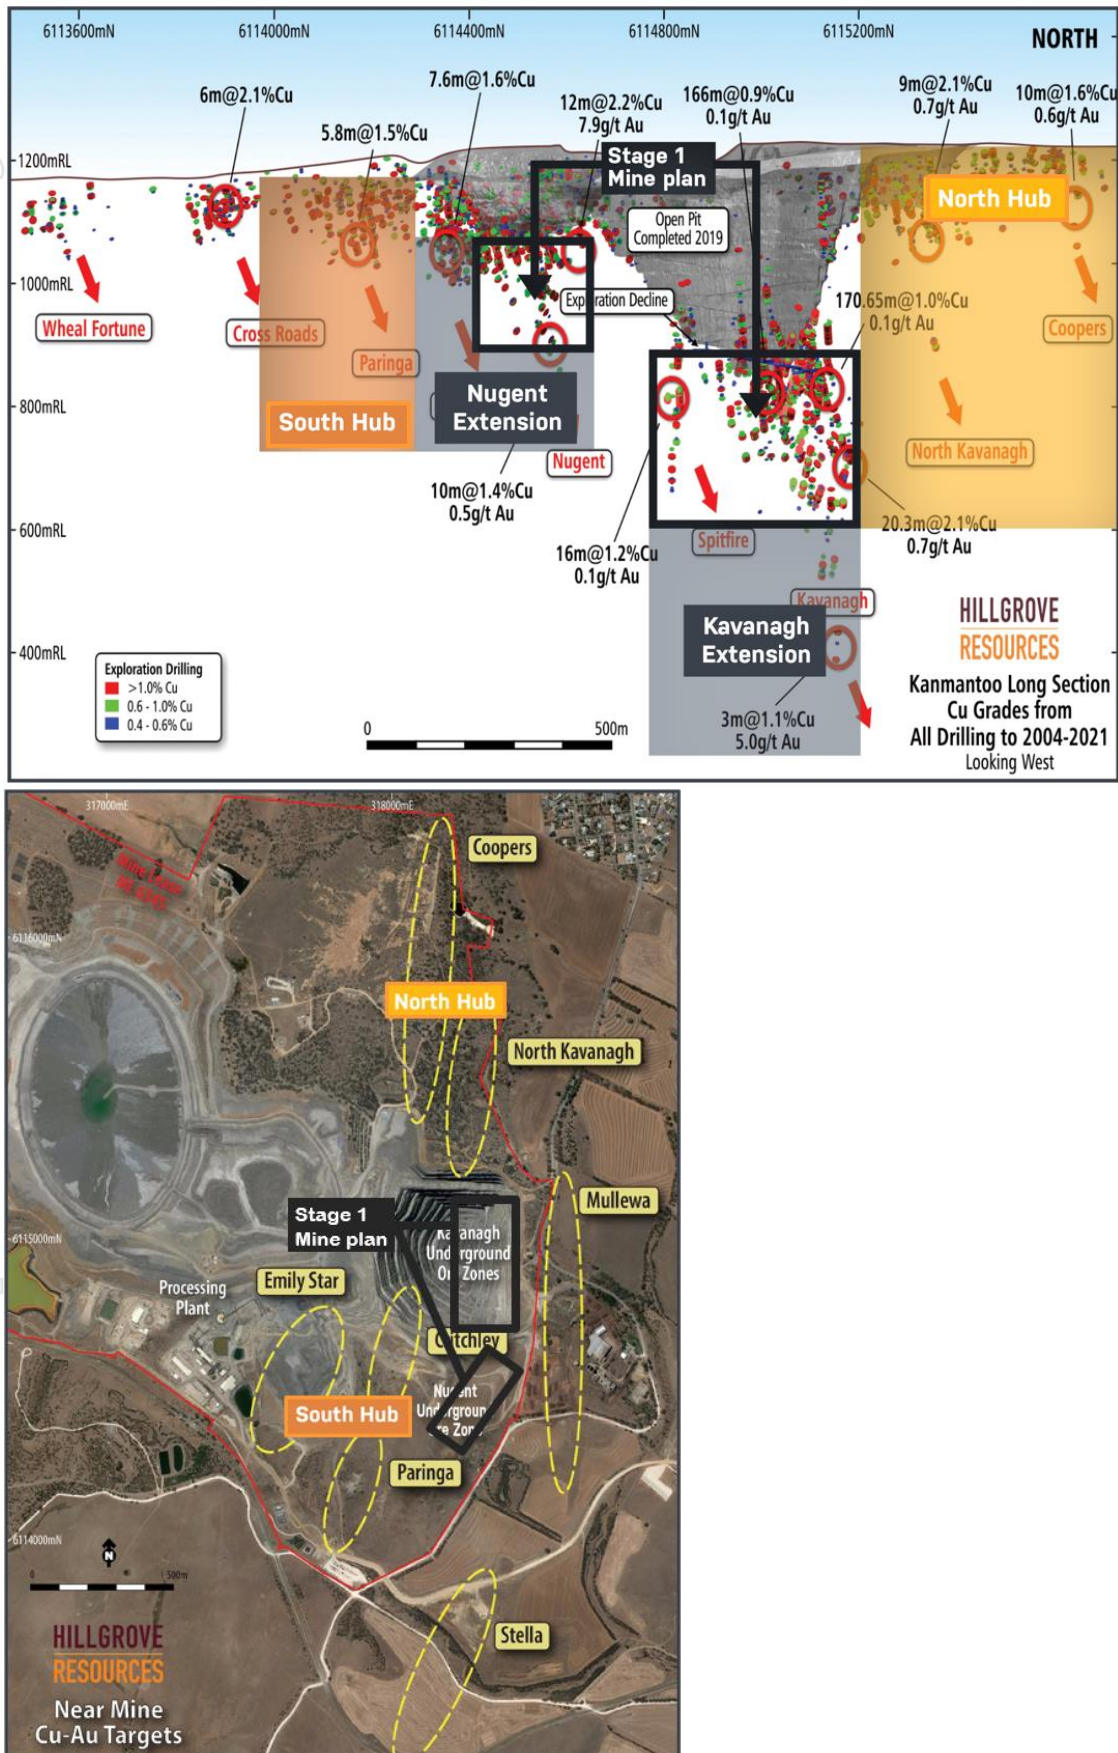 6113600mN
6114000mN
6114400mN
6114800mN
6115200mN
NORTH
6m@2.1%Cu
5.8m@1.5%Cu
7.6m@1.6%Cu
12m@2.2%Cu
7.9g/t Au
166m@0.9%Cu
0.1g/t Au
9m@2.1%Cu
0.7g/t Au
10m@1.6%Cu
0.6g/t Au
1200mRL
1000mRL
800mRL
600mRL
400mRL
Stage 1
Mine plan
Open Pit
Completed 2019
Exploration Decline
North Hub
170.65m@1.0%Cu
0.1g/t Au
Wheal Fortune
Cross Roads
Paringa
Coopers
South Hub
Nugent
Extension
Nugent
North Kavanagh
10m@1.4%Cu
0.5g/t Au
16m@1.2%Cu
0.1g/t Au
Spitfire
20.3m@2.1%Cu
0.7g/t Au
Kavanagh
Kavanagh
Extension
3m@1.1%Cu
5.0g/t Au
Exploration Drilling
>1.0% Cu
0.6 - 1.0% Cu
0.4 - 0.6% Cu
0
500m
HILLGROVE
RESOURCES
Kanmantoo Long Section
Cu Grades from
All Drilling to 2004-2021
Looking West
317000mE
318000mE
Coopers
Mine Lease
6116000mN
North Hub
North Kavanagh
Mullewa
Stage 1
Mine plan
Kavanagh
Underground
Zones
6115000mN
Emily Star
Processing
Plant
South Hub
Nugent
Underground
Zone
Paringa
6114000mN
N
0
500m
Stella
HILLGROVE
RESOURCES
Near Mine
Cu-Au Targets